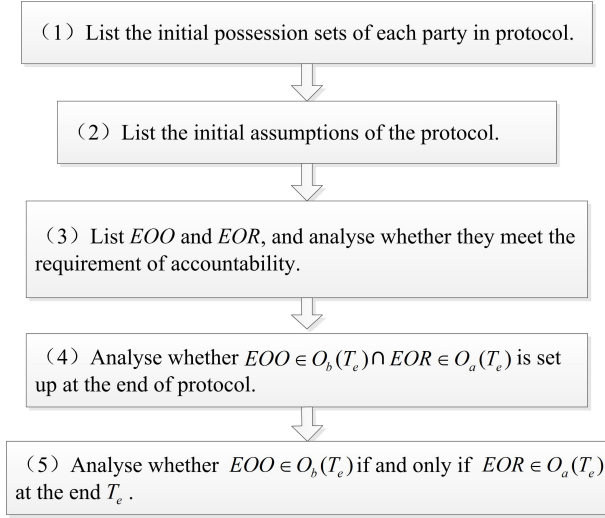 （1）List the initial possession sets of each party in protocol.
（2）List the initial assumptions of the protocol.
（3）List EOO and EOR, and analyse whether they meet the
requirement of accountability.
（4）Analyse whether EOO ∈ O_b(T_e) ∩ EOR ∈ O_a(T_e) is set
up at the end of protocol.
（5）Analyse whether EOO ∈ O_b(T_e) if and only if EOR ∈ O_a(T_e)
at the end T_e .